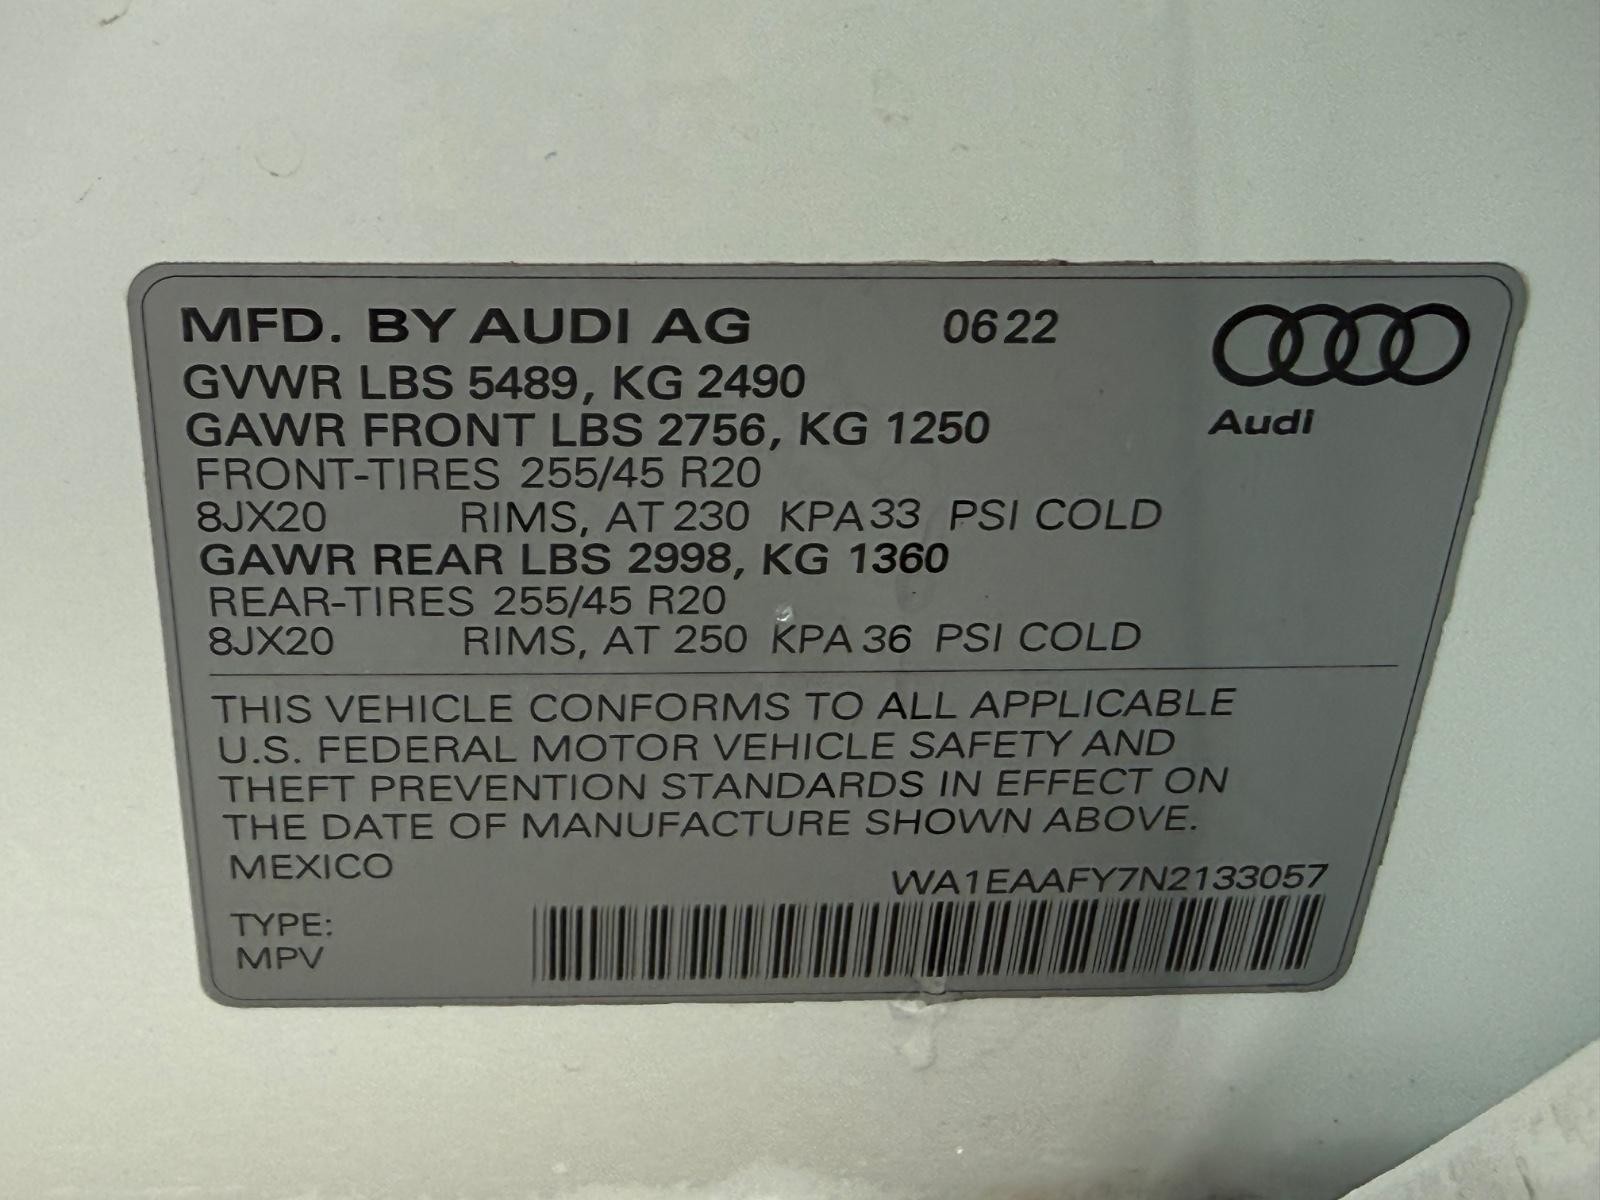 MFD. BY AUDI AG 0622
GVWR LBS 5489, KG 2490
GAWR FRONT LBS 2756, KG 1250
Audi
FRONT-TIRES 255/45 R20
8JX20 RIMS, AT 230 KPA 33 PSI COLD
GAWR REAR LBS 2998, KG 1360
REAR-TIRES 255/45 R20
8JX20 RIMS, AT 250 KPA 36 PSI COLD
THIS VEHICLE CONFORMS TO ALL APPLICABLE
U.S. FEDERAL MOTOR VEHICLE SAFETY AND
THEFT PREVENTION STANDARDS IN EFFECT ON
THE DATE OF MANUFACTURE SHOWN ABOVE.
MEXICO
WA1EAAFY7N2133057
TYPE:
MPV